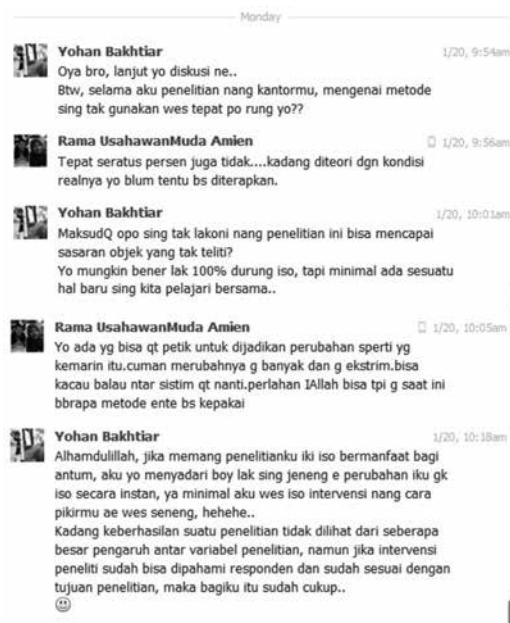 Monday
Yohan Bakhtiar 1/20, 9:54am
Oya bro, lanjut yo diskusi ne..
Btw, selama aku penelitian nang kantormu, mengenai metode
sing tak gunakan wes tepat po rung yo??
Rama UsahawanMuda Amien 1/20, 9:56am
Tepat seratus persen juga tidak....kadang diteori dgn kondisi
realnya yo blum tentu bs diterapkan.
Yohan Bakhtiar 1/20, 10:01am
MaksudQ opo sing tak lakoni nang penelitian ini bisa mencapai
sasaran objek yang tak teliti?
Yo mungkin bener lak 100% durung iso, tapi minimal ada sesuatu
hal baru sing kita pelajari bersama..
Rama UsahawanMuda Amien 1/20, 10:05am
Yo ada yg bisa qt petik untuk dijadikan perubahan sperti yg
kemarin itu.cuman merubahnya g banyak dan g ekstrim.bisa
kacau balau ntar sistim qt nanti.perlahan IAllah bisa tpi g saat ini
bbrapa metode ente bs kepakai
Yohan Bakhtiar 1/20, 10:18am
Alhamdulillah, jika memang penelitianku iki iso bermanfaat bagi
antum, aku yo menyadari boy lak sing jeneng e perubahan iku gk
iso secara instan, ya minimal aku wes iso intervensi nang cara
pikirmu ae wes seneng, hehehe..
Kadang keberhasilan suatu penelitian tidak dilihat dari seberapa
besar pengaruh antar variabel penelitian, namun jika intervensi
peneliti sudah bisa dipahami responden dan sudah sesuai dengan
tujuan penelitian, maka bagiku itu sudah cukup..